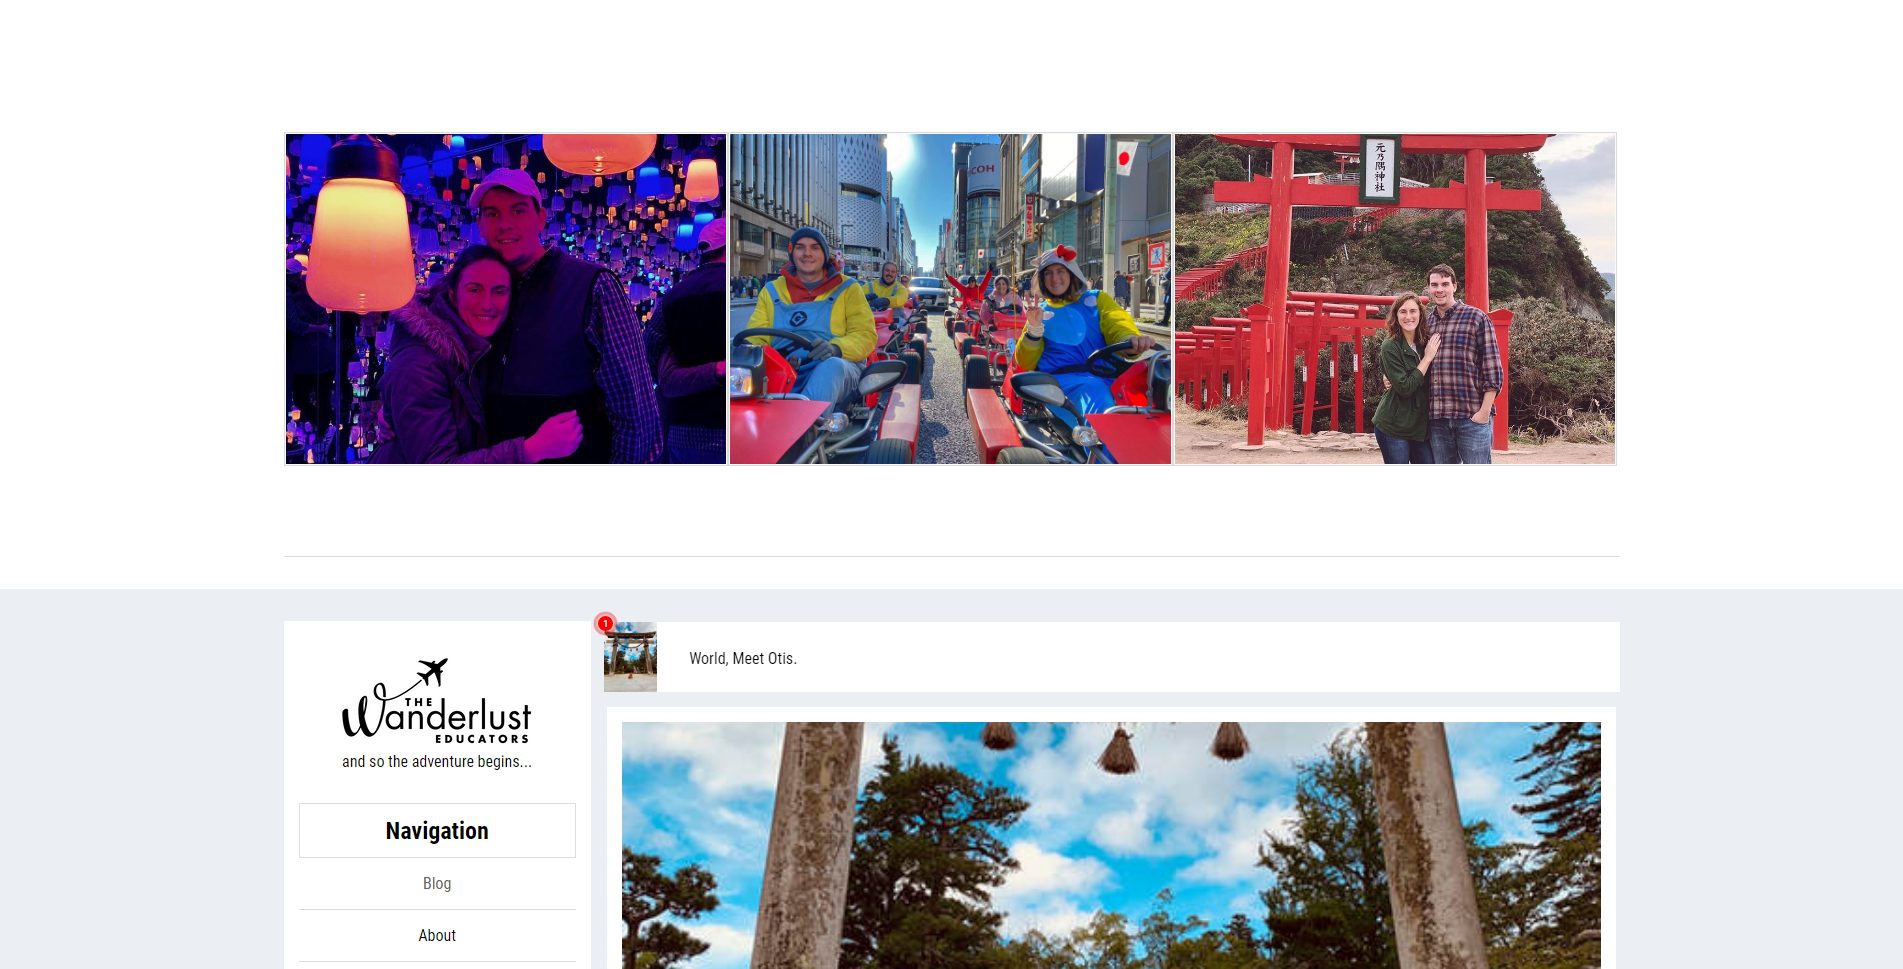 RICOH
元乃隅神社
1
World, Meet Otis.
THE
Wanderlust
EDUCATORS
and so the adventure begins...
Navigation
Blog
About